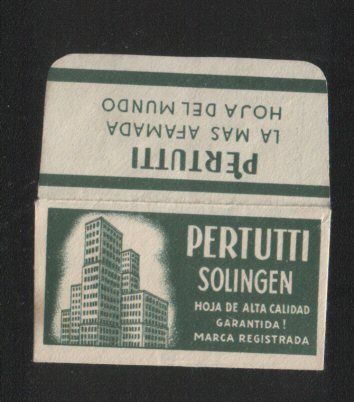 PERTUTTI
LA MAS AFAMADA
HOJA DEL MUNDO
PERTUTTI
SOLINGEN
HOJA DE ALTA CALIDAD
GARANTIDA!
MARCA REGISTRADA